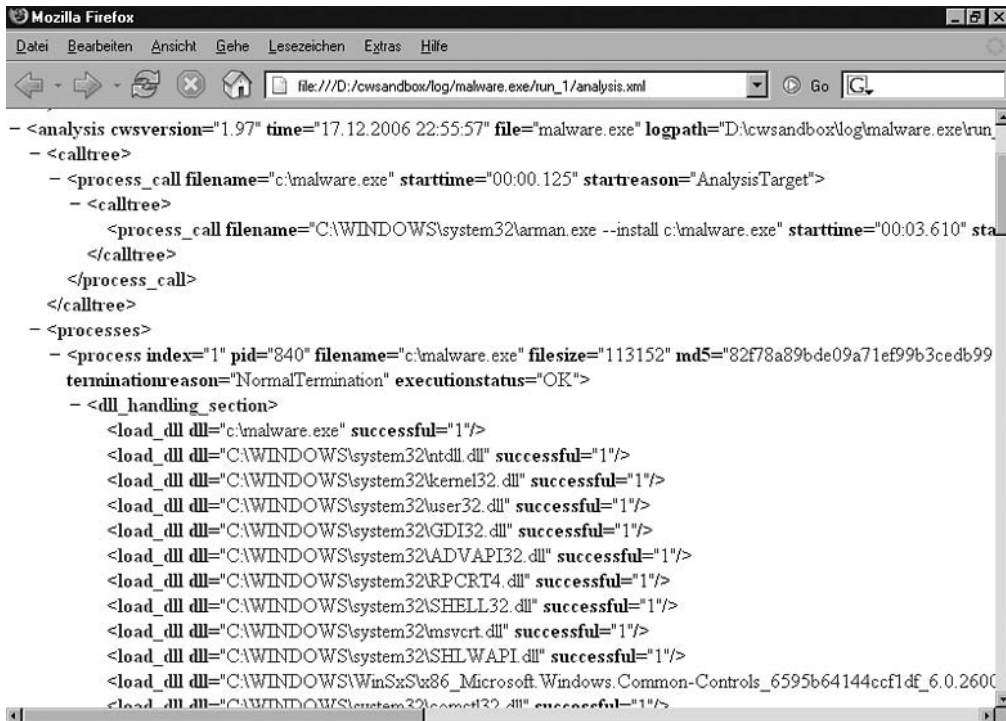 Mozilla Firefox
Datei Bearbeiten Ansicht Gehe Lesezeichen Extras Hilfe
file:///D:/cwsandbox/log/malware.exe/run_1/analysis.xml Go G
– <analysis cwsversion="1.97" time="17.12.2006 22:55:57" file="malware.exe" logpath="D:\cwsandbox\log\malware.exe\run_
– <calltree>
– <process_call filename="c:\malware.exe" starttime="00:00.125" startreason="AnalysisTarget">
– <calltree>
<process_call filename="C:\WINDOWS\system32\arman.exe --install c:\malware.exe" starttime="00:03.610" sta
</calltree>
</process_call>
</calltree>
– <processes>
– <process index="1" pid="840" filename="c:\malware.exe" filesize="113152" md5="82f78a89bde09a71ef99b3cedb99
terminationreason="NormalTermination" executionstatus="OK">
– <dll_handling_section>
<load_dll dll="c:\malware.exe" successful="1"/>
<load_dll dll="C:\WINDOWS\system32\ntdll.dll" successful="1"/>
<load_dll dll="C:\WINDOWS\system32\kernel32.dll" successful="1"/>
<load_dll dll="C:\WINDOWS\system32\user32.dll" successful="1"/>
<load_dll dll="C:\WINDOWS\system32\GDI32.dll" successful="1"/>
<load_dll dll="C:\WINDOWS\system32\ADVAPI32.dll" successful="1"/>
<load_dll dll="C:\WINDOWS\system32\RPCRT4.dll" successful="1"/>
<load_dll dll="C:\WINDOWS\system32\SHELL32.dll" successful="1"/>
<load_dll dll="C:\WINDOWS\system32\msvcrt.dll" successful="1"/>
<load_dll dll="C:\WINDOWS\system32\SHLWAPI.dll" successful="1"/>
<load_dll dll="C:\WINDOWS\WinSxS\x86_Microsoft.Windows.Common-Controls_6595b64144ccf1df_6.0.2600
<load_dll dll="C:\WINDOWS\system32\comctl32.dll" successful="1"/>